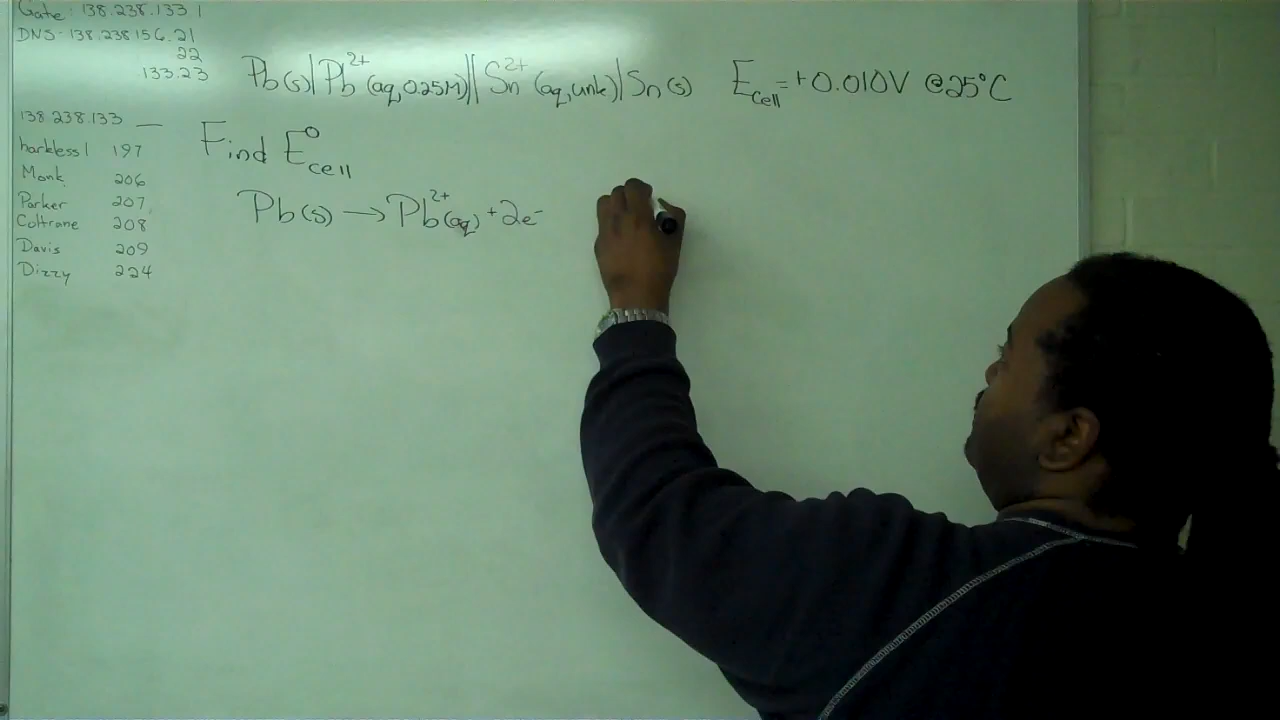 Gate: 138.238.133.1
DNS-138.238.156.21
22
133.23
Pb(s)|Pb²⁺(aq,0.25M)||Sn²⁺(aq,unk)|Sn(s) E cell=+0.010V @25°C
138.238.133 __
harkless1 197
Monk 206
Parker 207
Coltrane 208
Davis 209
Dizzy 224
Find E⁰cell
Pb(s)→Pb²⁺(aq)+2e⁻